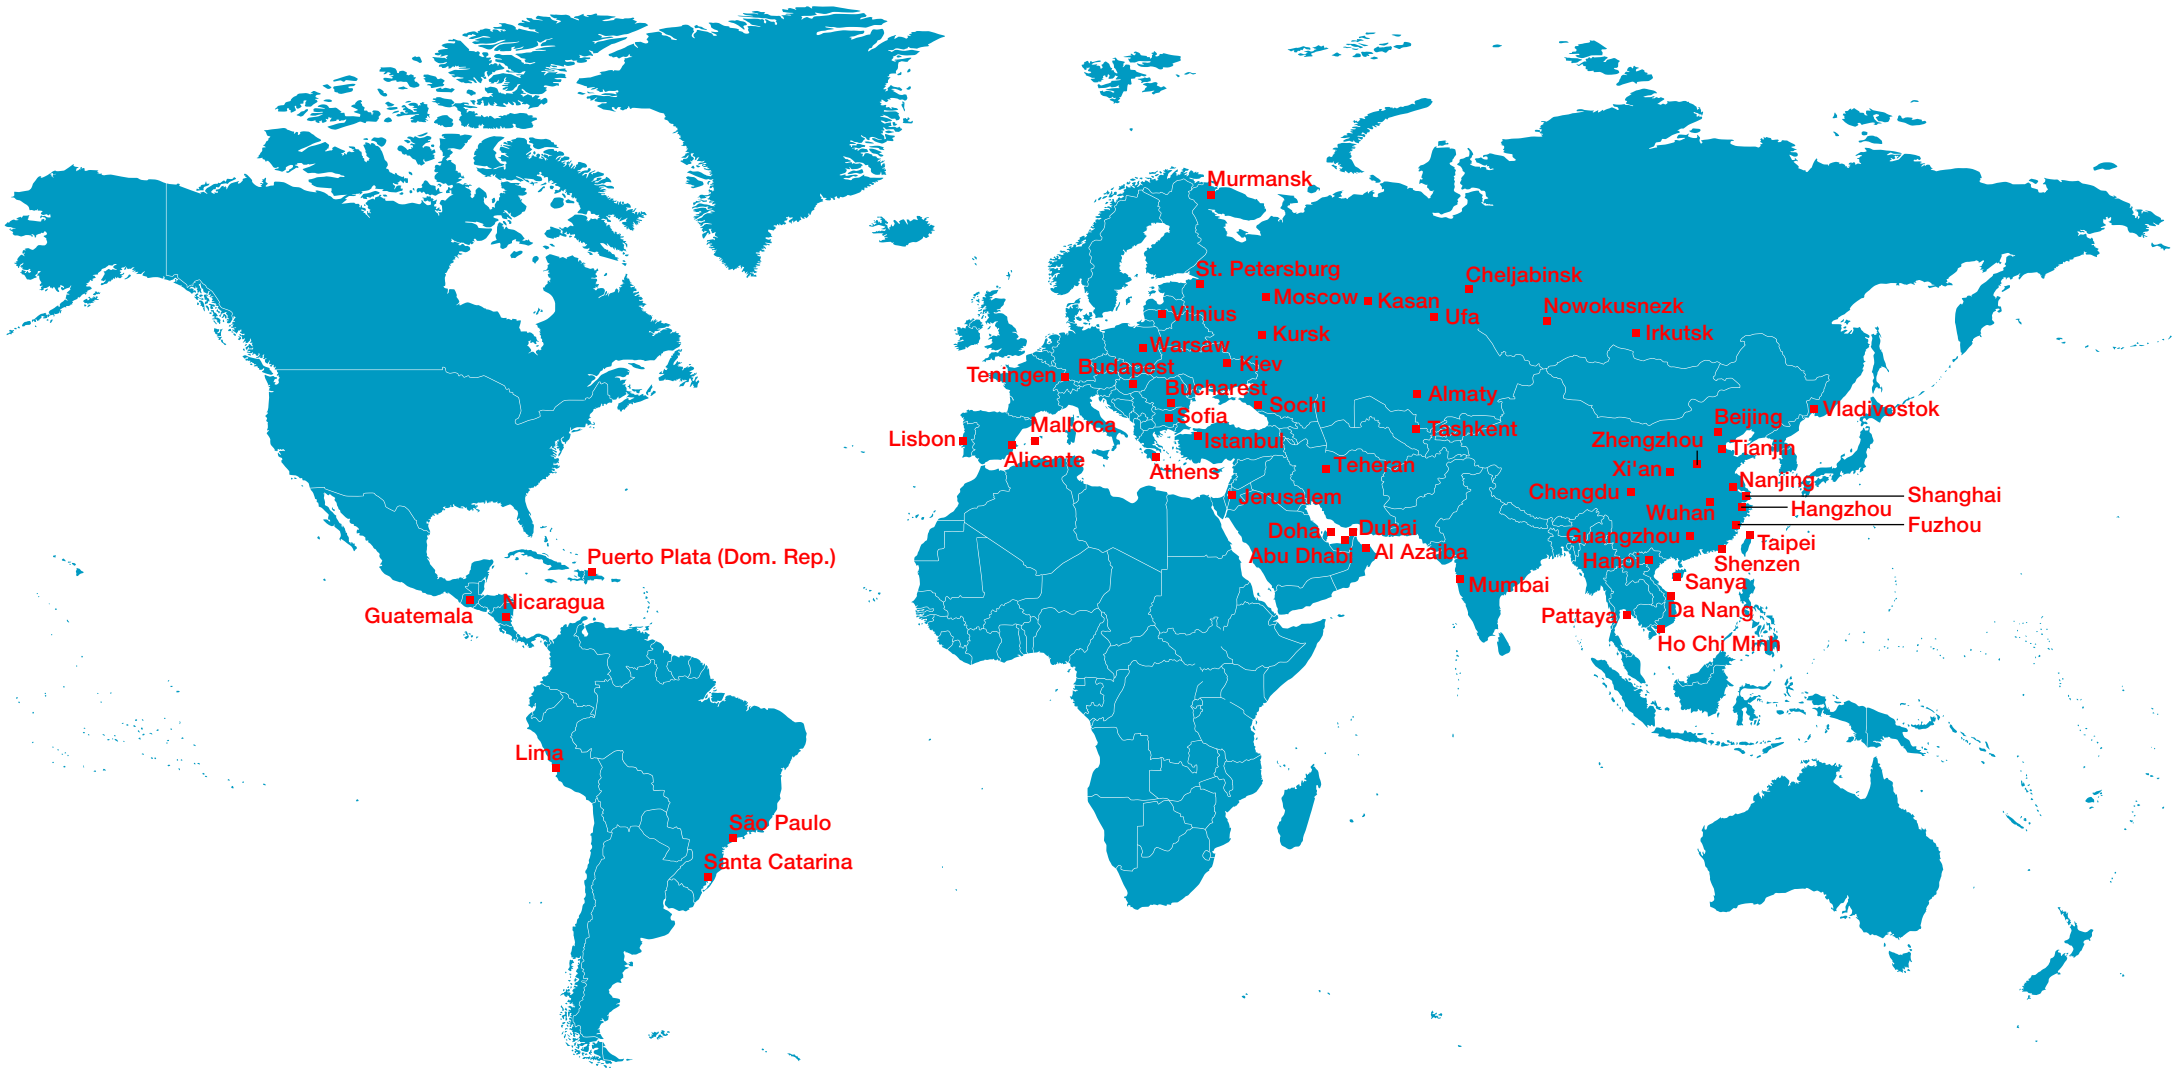 Murmansk
St. Petersburg
Cheljabinsk
Moscow
Kasan
Nowokusnezk
Vilnius
Ufa
Kursk
Irkutsk
Warsaw
Kiev
Budapest
Teningen
Bucharest
Almaty
Sochi
Vladivostok
Sofia
Beijing
Mallorca
Tashkent
Lisbon
Istanbul
Zhengzhou
Tianjin
Alicante
Athens
Teheran
Xi'an
Nanjing
Chengdu
Shanghai
Jerusalem
Hangzhou
Wuhan
Fuzhou
Doha
Dubai
Guangzhou
Taipei
Abu Dhabi
Al Azaiba
Puerto Plata (Dom. Rep.)
Hanoi
Shenzen
Sanya
Mumbai
Nicaragua
Guatemala
Da Nang
Pattaya
Ho Chi Minh
Lima
São Paulo
Santa Catarina